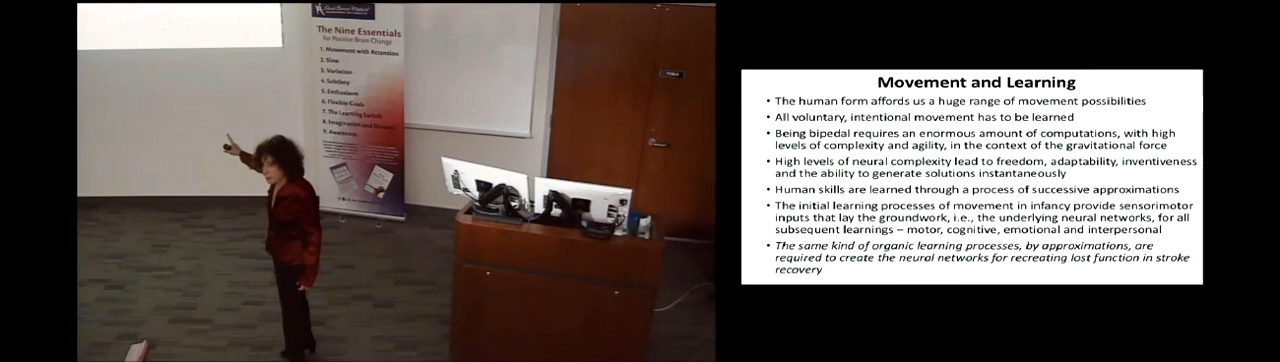 The Nine Essentials
for Positive Brain Change
1. Movement with Attention
2. Slow
3. Variation
4. Subtlety
5. Enthusiasm
6. Flexible Goals
7. The Learning Switch
8. Imagination and Dreams
9. Awareness
Movement and Learning
• The human form affords us a huge range of movement possibilities
• All voluntary, intentional movement has to be learned
• Being bipedal requires an enormous amount of computations, with high
levels of complexity and agility, in the context of the gravitational force
• High levels of neural complexity lead to freedom, adaptability, inventiveness
and the ability to generate solutions instantaneously
• Human skills are learned through a process of successive approximations
• The initial learning processes of movement in infancy provide sensorimotor
inputs that lay the groundwork, i.e., the underlying neural networks, for all
subsequent learnings – motor, cognitive, emotional and interpersonal
• The same kind of organic learning processes, by approximations, are
required to create the neural networks for recreating lost function in stroke
recovery